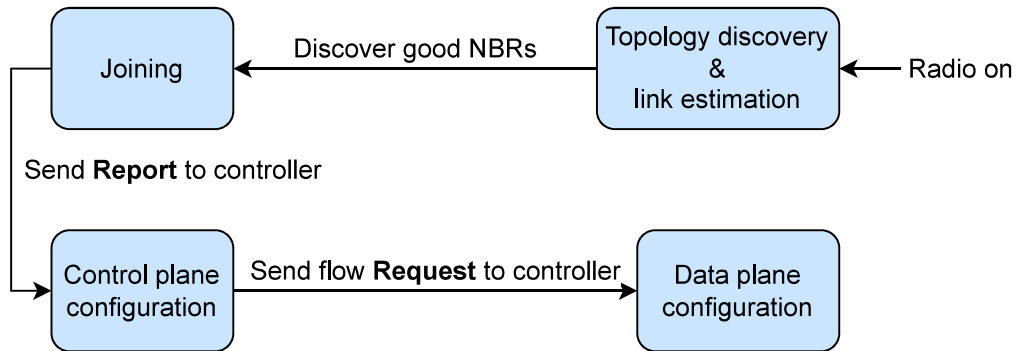 Radio on
Topology discovery
&
link estimation
Discover good NBRs
Joining
Send Report to controller
Control plane
configuration
Send flow Request to controller
Data plane
configuration